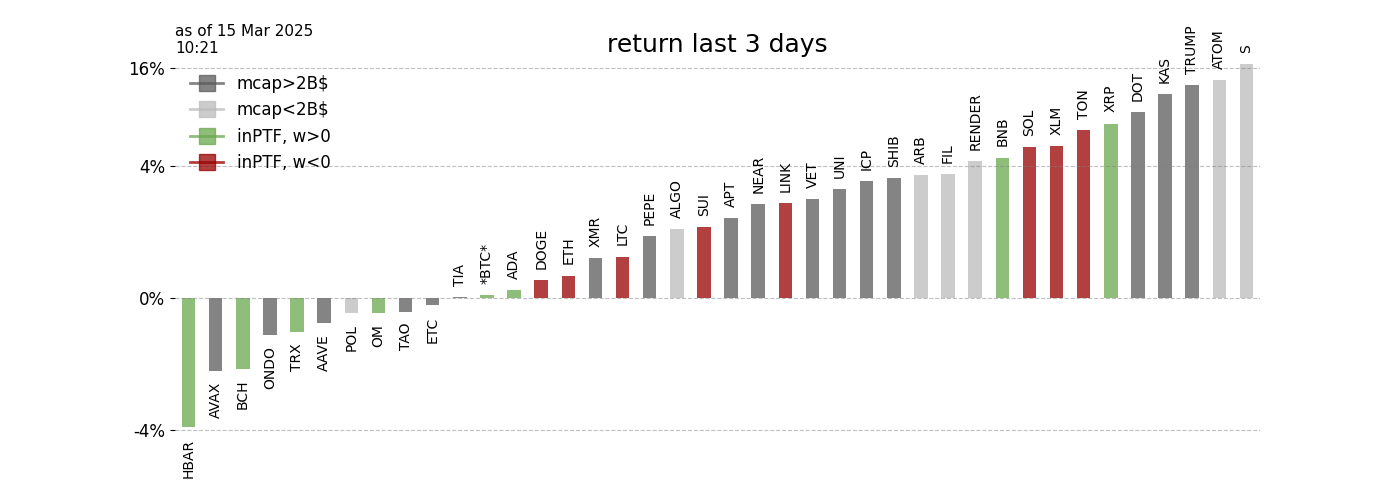 as of 15 Mar 2025
10:21
return last 3 days
16%
4%
0%
-4%
mcap>2B$
mcap<2B$
inPTF, w>0
inPTF, w<0
HBAR
AVAX
BCH
ONDO
TRX
AAVE
POL
OM
TAO
ETC
TIA
*BTC*
ADA
DOGE
ETH
XMR
LTC
PEPE
ALGO
SUI
APT
NEAR
LINK
VET
UNI
ICP
SHIB
ARB
FIL
RENDER
BNB
SOL
XLM
TON
XRP
DOT
KAS
TRUMP
ATOM
S